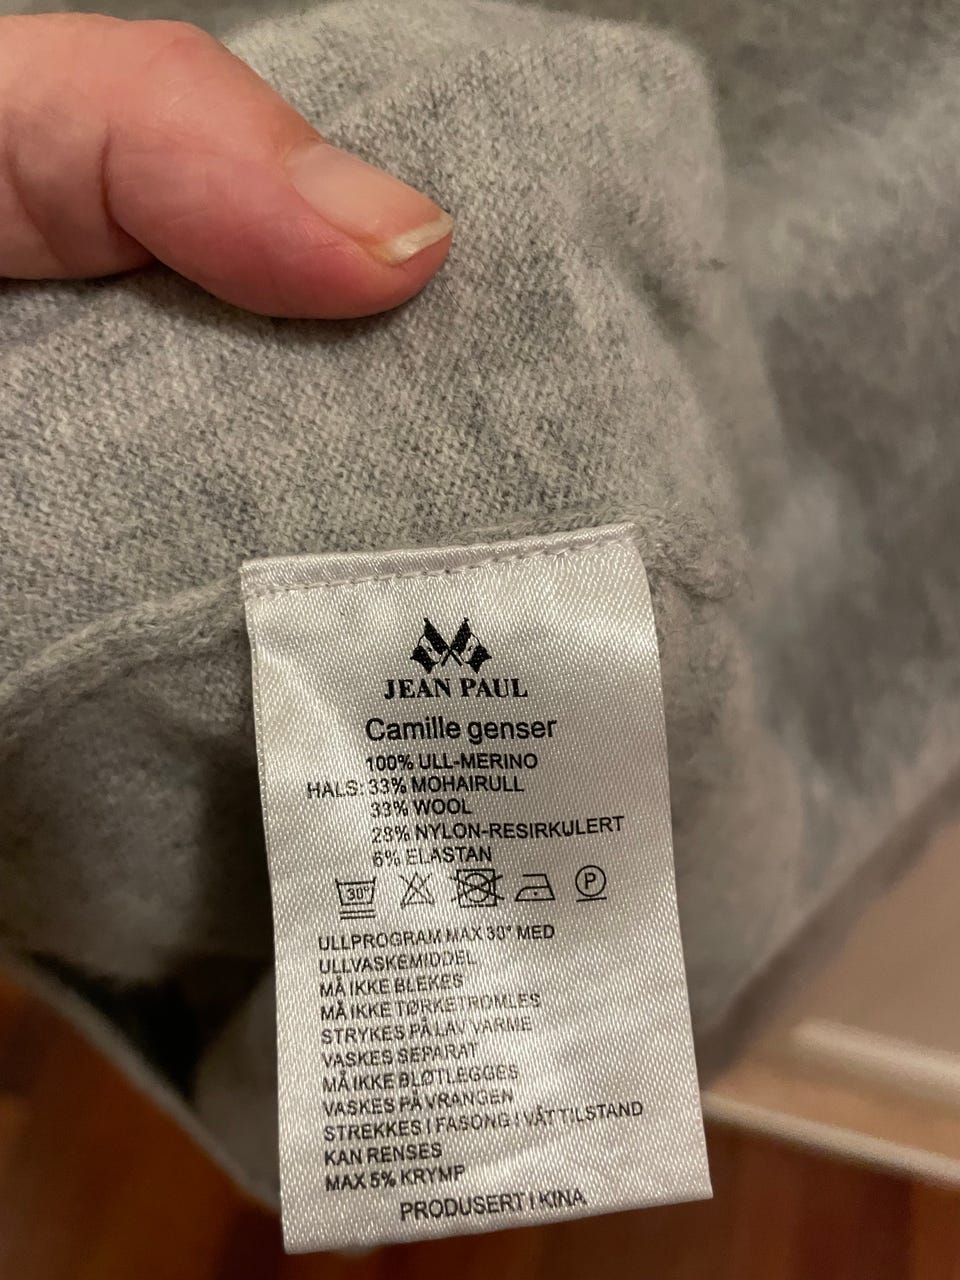 JEAN PAUL
Camille genser
100% ULL-MERINO
HALS: 33% MOHAIRULL
33% WOOL
28% NYLON-RESIRKULERT
6% ELASTAN
30° P
ULLPROGRAM MAX 30° MED
ULLVASKEMIDDEL
MÅ IKKE BLEKES
MÅ IKKE TØRKETROMLES
STRYKES PÅ LAV VARME
VASKES SEPARAT
MÅ IKKE BLØTLEGGES
VASKES PÅ VRANGEN
STREKKES I FASONG I VÅT TILSTAND
KAN RENSES
MAX 5% KRYMP
PRODUSERT I KINA